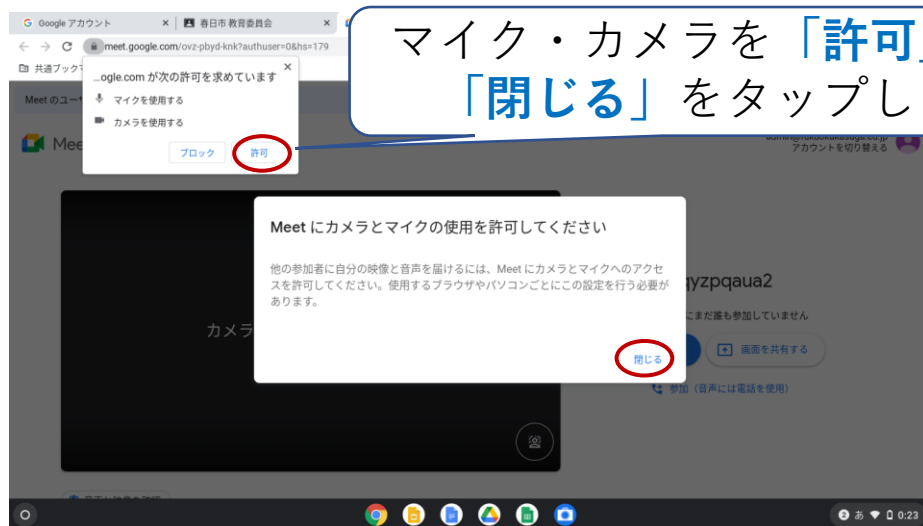 Google アカウント
春日市 教育委員会
meet.google.com/ovz-pbyd-knk?authuser=0&hs=179
共通ブックマ
Meet のユー
...ogle.com が次の許可を求めています
マイクを使用する
カメラを使用する
ブロック
許可
マイク・カメラを「許可」
「閉じる」をタップし
Mee
アカウントを切り替える
Meet にカメラとマイクの使用を許可してください
他の参加者に自分の映像と音声を届けるには、Meet にカメラとマイクへのアクセ
スを許可してください。使用するブラウザやパソコンごとにこの設定を行う必要が
あります。
閉じる
カメラ
yzpqaua2
にまだ誰も参加していません
画面を共有する
参加（音声には電話を使用）
2 あ 0:23